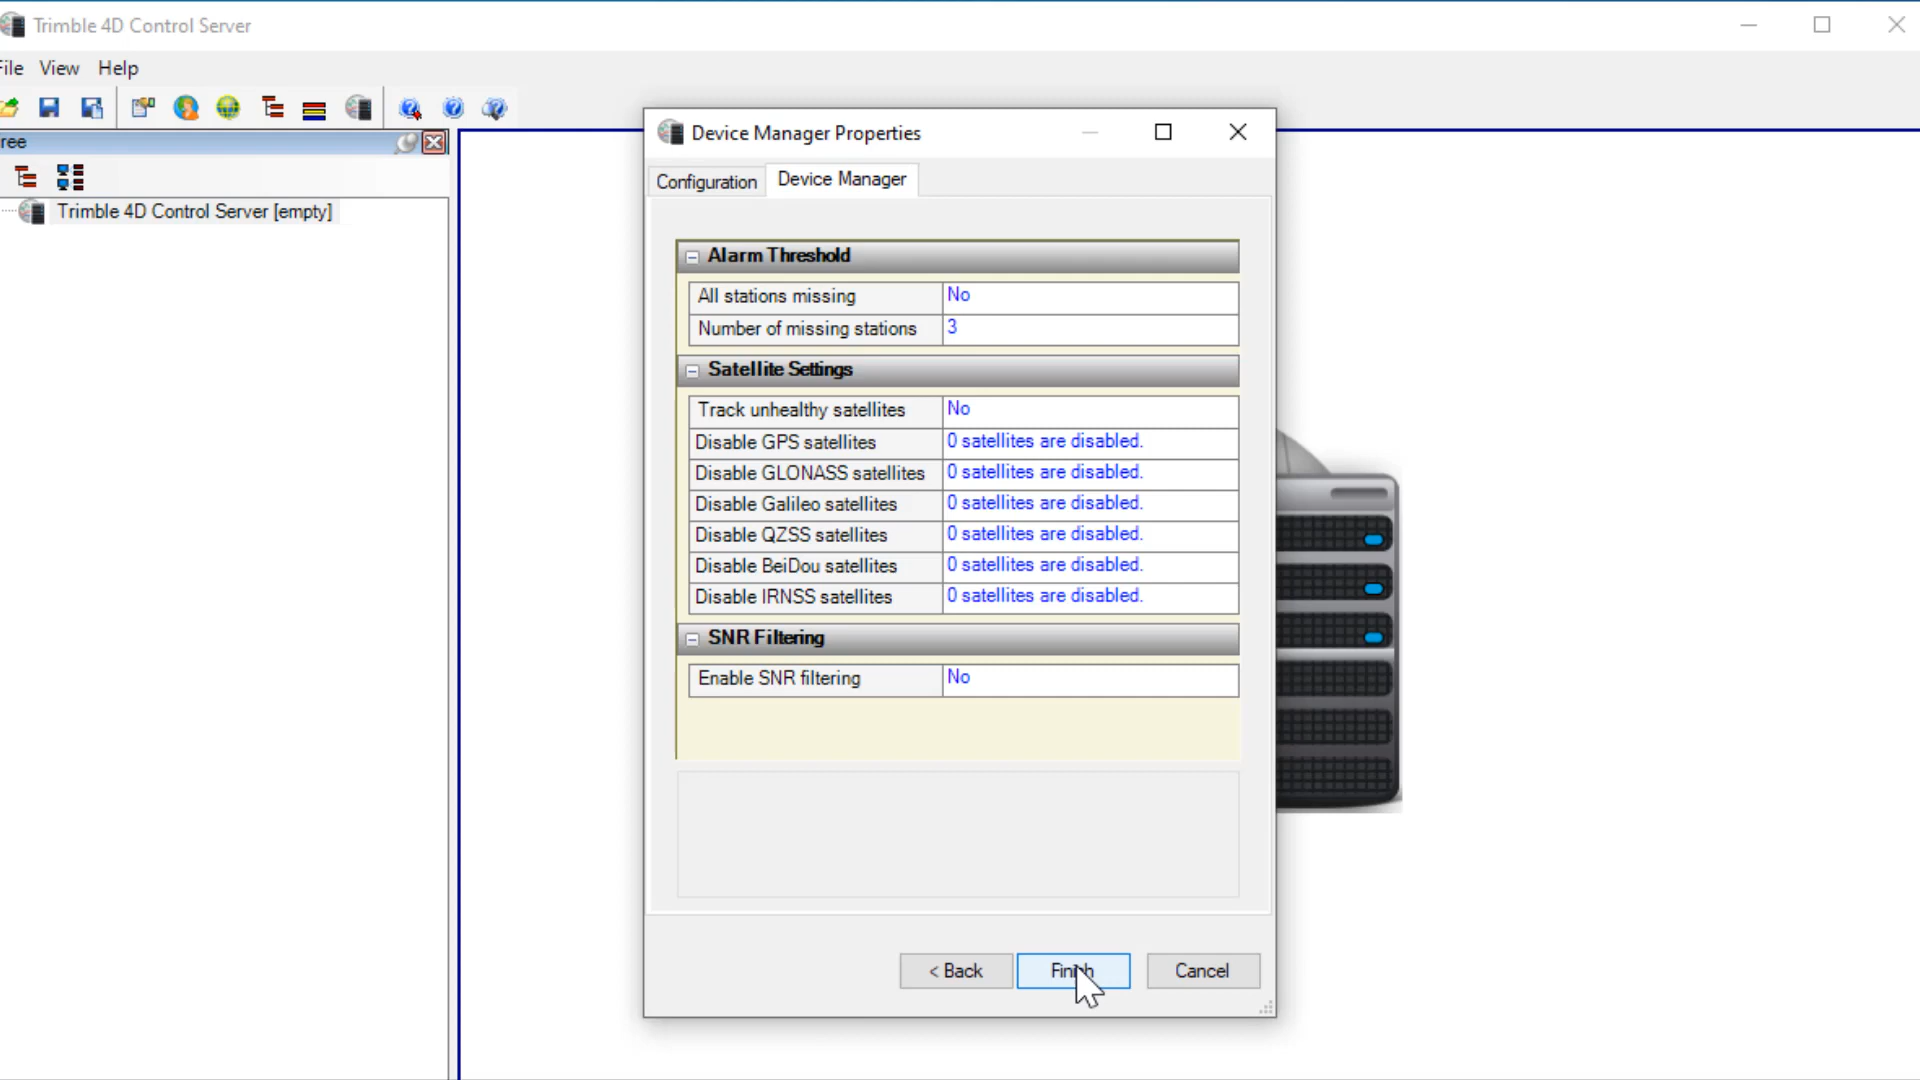 Trimble 4D Control Server
File View Help
ree
Trimble 4D Control Server [empty]
Device Manager Properties
Configuration Device Manager
Alarm Threshold
All stations missing No
Number of missing stations 3
Satellite Settings
Track unhealthy satellites No
Disable GPS satellites 0 satellites are disabled.
Disable GLONASS satellites 0 satellites are disabled.
Disable Galileo satellites 0 satellites are disabled.
Disable QZSS satellites 0 satellites are disabled.
Disable BeiDou satellites 0 satellites are disabled.
Disable IRNSS satellites 0 satellites are disabled.
SNR Filtering
Enable SNR filtering No
< Back Finish Cancel